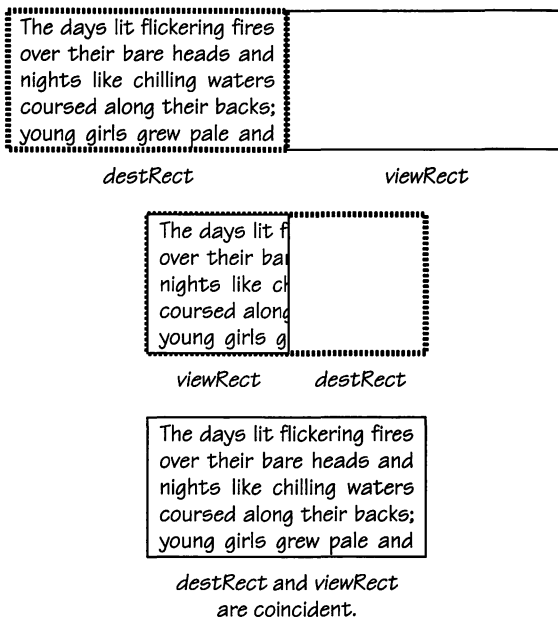 The days lit flickering fires
over their bare heads and
nights like chilling waters
coursed along their backs;
young girls grew pale and
destRect viewRect
The days lit f
over their ba
nights like ch
coursed along
young girls g
viewRect destRect
The days lit flickering fires
over their bare heads and
nights like chilling waters
coursed along their backs;
young girls grew pale and
destRect and viewRect
are coincident.